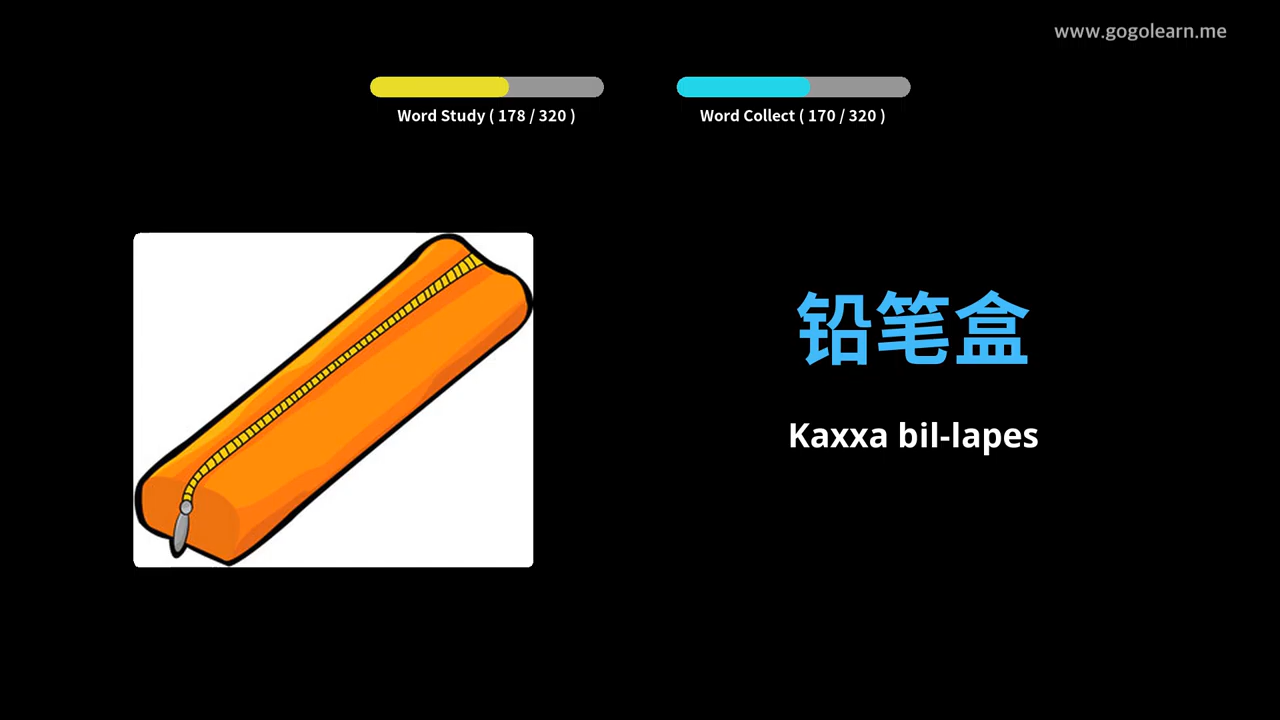 www.gogolearn.me
Word Study ( 178 / 320 )
Word Collect ( 170 / 320 )
铅笔盒
Kaxxa bil-lapes